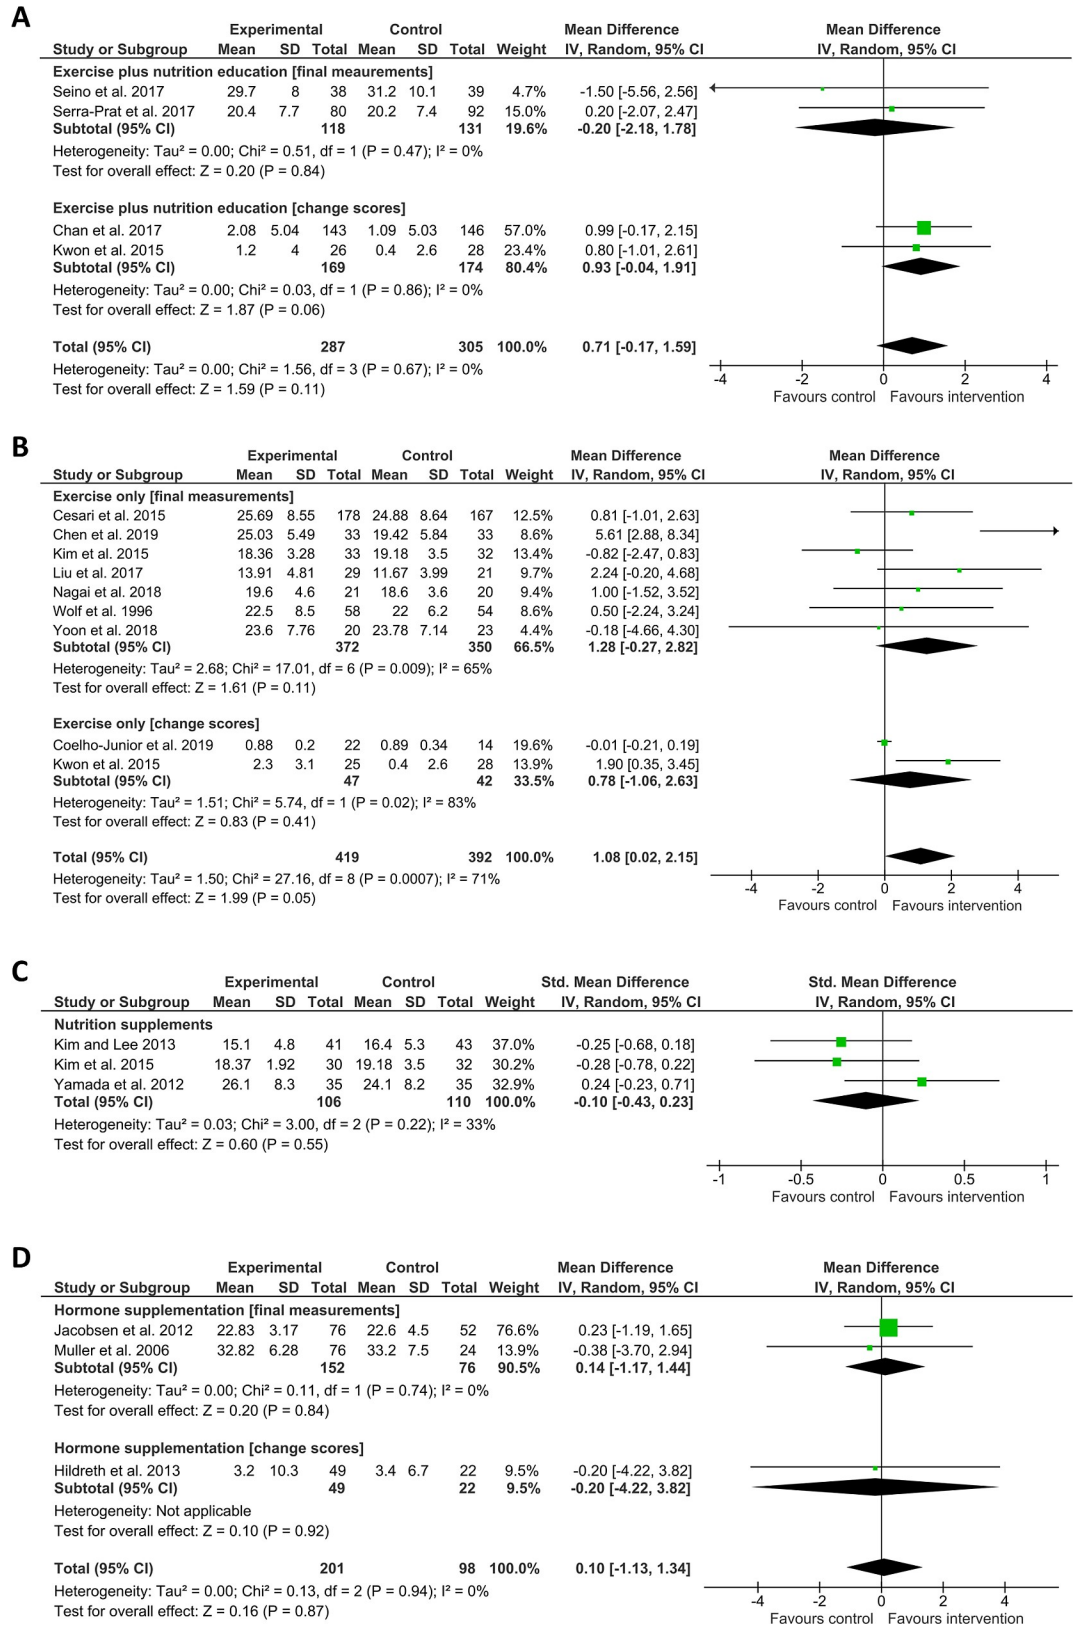 A
Experimental Control Mean Difference Mean Difference
Study or Subgroup Mean SD Total Mean SD Total Weight IV, Random, 95% CI IV, Random, 95% CI
Exercise plus nutrition education [final meaurements]
Seino et al. 2017 29.7 8 38 31.2 10.1 39 4.7% -1.50 [-5.56, 2.56]
Serra-Prat et al. 2017 20.4 7.7 80 20.2 7.4 92 15.0% 0.20 [-2.07, 2.47]
Subtotal (95% CI) 118 131 19.6% -0.20 [-2.18, 1.78]
Heterogeneity: Tau² = 0.00; Chi² = 0.51, df = 1 (P = 0.47); I² = 0%
Test for overall effect: Z = 0.20 (P = 0.84)
Exercise plus nutrition education [change scores]
Chan et al. 2017 2.08 5.04 143 1.09 5.03 146 57.0% 0.99 [-0.17, 2.15]
Kwon et al. 2015 1.2 4 26 0.4 2.6 28 23.4% 0.80 [-1.01, 2.61]
Subtotal (95% CI) 169 174 80.4% 0.93 [-0.04, 1.91]
Heterogeneity: Tau² = 0.00; Chi² = 0.03, df = 1 (P = 0.86); I² = 0%
Test for overall effect: Z = 1.87 (P = 0.06)
Total (95% CI) 287 305 100.0% 0.71 [-0.17, 1.59]
Heterogeneity: Tau² = 0.00; Chi² = 1.56, df = 3 (P = 0.67); I² = 0%
Test for overall effect: Z = 1.59 (P = 0.11)
-4 -2 0 2 4
Favours control Favours intervention
B
Experimental Control Mean Difference Mean Difference
Study or Subgroup Mean SD Total Mean SD Total Weight IV, Random, 95% CI IV, Random, 95% CI
Exercise only [final measurements]
Cesari et al. 2015 25.69 8.55 178 24.88 8.64 167 12.5% 0.81 [-1.01, 2.63]
Chen et al. 2019 25.03 5.49 33 19.42 5.84 33 8.6% 5.61 [2.88, 8.34]
Kim et al. 2015 18.36 3.28 33 19.18 3.5 32 13.4% -0.82 [-2.47, 0.83]
Liu et al. 2017 13.91 4.81 29 11.67 3.99 21 9.7% 2.24 [-0.20, 4.68]
Nagai et al. 2018 19.6 4.6 21 18.6 3.6 20 9.4% 1.00 [-1.52, 3.52]
Wolf et al. 1996 22.5 8.5 58 22 6.2 54 8.6% 0.50 [-2.24, 3.24]
Yoon et al. 2018 23.6 7.76 20 23.78 7.14 23 4.4% -0.18 [-4.66, 4.30]
Subtotal (95% CI) 372 350 66.5% 1.28 [-0.27, 2.82]
Heterogeneity: Tau² = 2.68; Chi² = 17.01, df = 6 (P = 0.009); I² = 65%
Test for overall effect: Z = 1.61 (P = 0.11)
Exercise only [change scores]
Coelho-Junior et al. 2019 0.88 0.2 22 0.89 0.34 14 19.6% -0.01 [-0.21, 0.19]
Kwon et al. 2015 2.3 3.1 25 0.4 2.6 28 13.9% 1.90 [0.35, 3.45]
Subtotal (95% CI) 47 42 33.5% 0.78 [-1.06, 2.63]
Heterogeneity: Tau² = 1.51; Chi² = 5.74, df = 1 (P = 0.02); I² = 83%
Test for overall effect: Z = 0.83 (P = 0.41)
Total (95% CI) 419 392 100.0% 1.08 [0.02, 2.15]
Heterogeneity: Tau² = 1.50; Chi² = 27.16, df = 8 (P = 0.0007); I² = 71%
Test for overall effect: Z = 1.99 (P = 0.05)
-4 -2 0 2 4
Favours control Favours intervention
C
Experimental Control Std. Mean Difference Std. Mean Difference
Study or Subgroup Mean SD Total Mean SD Total Weight IV, Random, 95% CI IV, Random, 95% CI
Nutrition supplements
Kim and Lee 2013 15.1 4.8 41 16.4 5.3 43 37.0% -0.25 [-0.68, 0.18]
Kim et al. 2015 18.37 1.92 30 19.18 3.5 32 30.2% -0.28 [-0.78, 0.22]
Yamada et al. 2012 26.1 8.3 35 24.1 8.2 35 32.9% 0.24 [-0.23, 0.71]
Total (95% CI) 106 110 100.0% -0.10 [-0.43, 0.23]
Heterogeneity: Tau² = 0.03; Chi² = 3.00, df = 2 (P = 0.22); I² = 33%
Test for overall effect: Z = 0.60 (P = 0.55)
-1 -0.5 0 0.5 1
Favours control Favours intervention
D
Experimental Control Mean Difference Mean Difference
Study or Subgroup Mean SD Total Mean SD Total Weight IV, Random, 95% CI IV, Random, 95% CI
Hormone supplementation [final measurements]
Jacobsen et al. 2012 22.83 3.17 76 22.6 4.5 52 76.6% 0.23 [-1.19, 1.65]
Muller et al. 2006 32.82 6.28 76 33.2 7.5 24 13.9% -0.38 [-3.70, 2.94]
Subtotal (95% CI) 152 76 90.5% 0.14 [-1.17, 1.44]
Heterogeneity: Tau² = 0.00; Chi² = 0.11, df = 1 (P = 0.74); I² = 0%
Test for overall effect: Z = 0.20 (P = 0.84)
Hormone supplementation [change scores]
Hildreth et al. 2013 3.2 10.3 49 3.4 6.7 22 9.5% -0.20 [-4.22, 3.82]
Subtotal (95% CI) 49 22 9.5% -0.20 [-4.22, 3.82]
Heterogeneity: Not applicable
Test for overall effect: Z = 0.10 (P = 0.92)
Total (95% CI) 201 98 100.0% 0.10 [-1.13, 1.34]
Heterogeneity: Tau² = 0.00; Chi² = 0.13, df = 2 (P = 0.94); I² = 0%
Test for overall effect: Z = 0.16 (P = 0.87)
-4 -2 0 2 4
Favours control Favours intervention